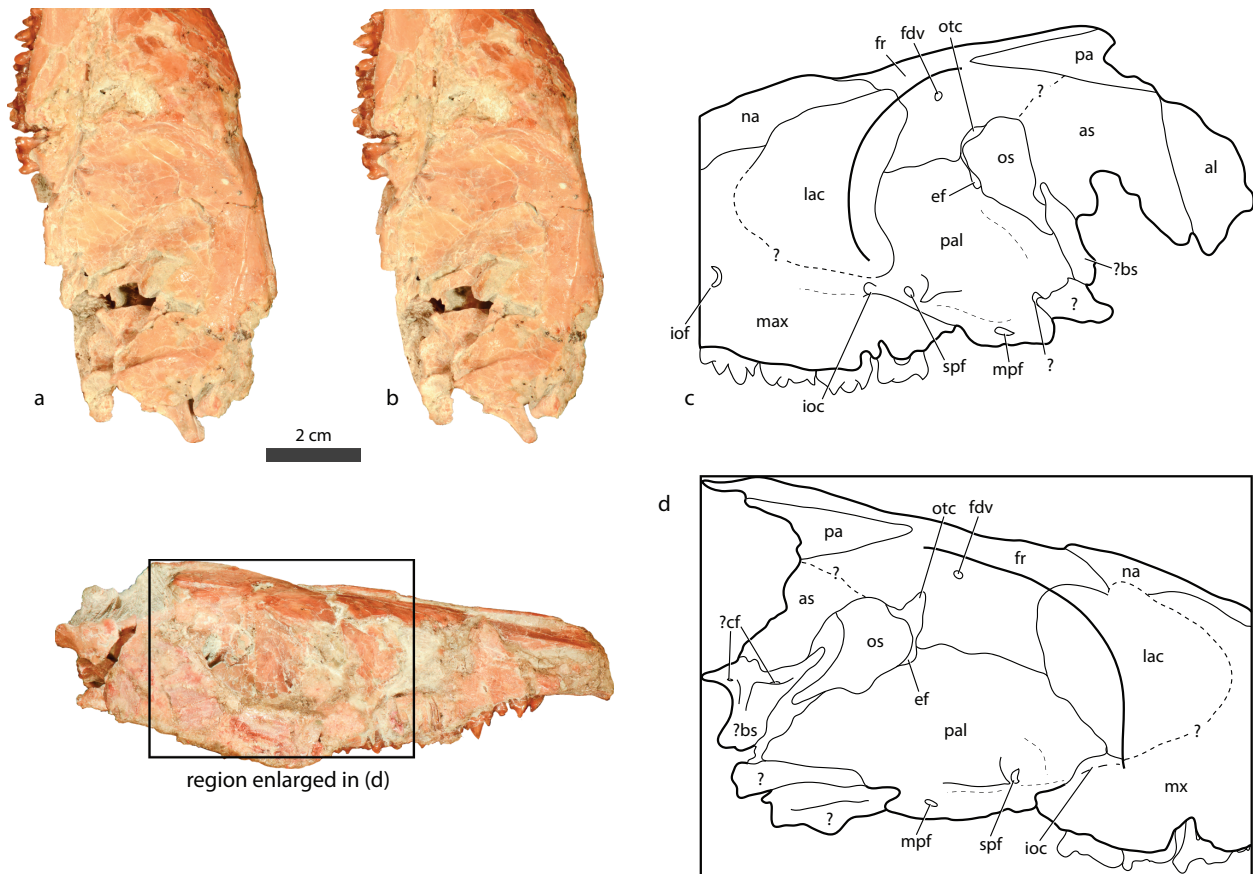 a
b
2 cm
region enlarged in (d)
fr
fdv
otc
pa
na
?
as
os
al
lac
ef
pal
?
?bs
iof
max
?
spf
mpf
?
ioc
c
d
otc
fdv
pa
fr
?
na
as
?cf
os
lac
ef
?bs
pal
?
?
mx
?
mpf
spf
ioc